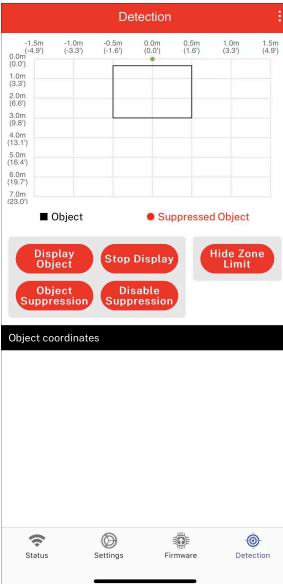 Detection
-1.5m -1.0m -0.5m 0.0m 0.5m 1.0m 1.5m
(-4.9') (-3.3') (-1.6') (0.0') (1.6') (3.3') (4.9')
0.0m
(0.0')
1.0m
(3.3')
2.0m
(6.6')
3.0m
(9.8')
4.0m
(13.1')
5.0m
(16.4')
6.0m
(19.7')
7.0m
(23.0')
Object Suppressed Object
Display
Object
Stop Display
Hide Zone
Limit
Object
Suppression
Disable
Suppression
Object coordinates
Status Settings Firmware Detection